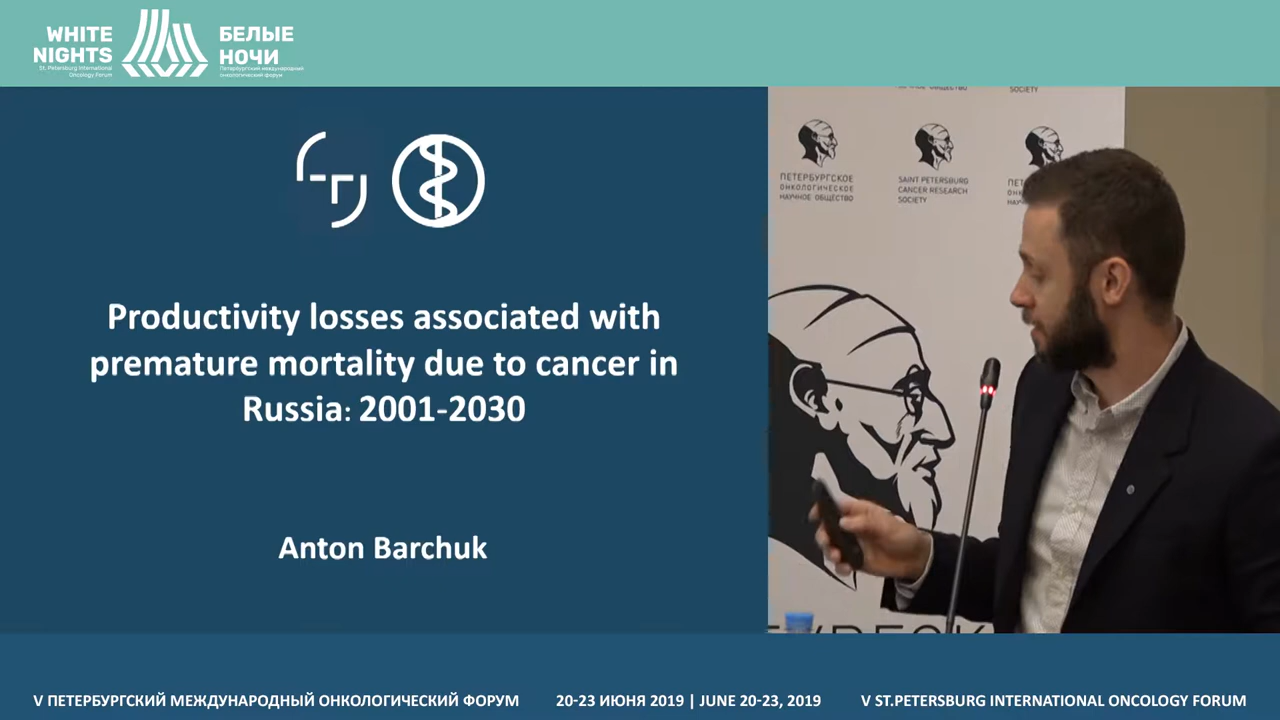 WHITE
NIGHTS
St. Petersburg International
Oncology Forum
БЕЛЫЕ
НОЧИ
Петербургский международный
онкологический форум
Productivity losses associated with
premature mortality due to cancer in
Russia: 2001-2030
Anton Barchuk
SOCIETY
ПЕТЕРБУРГСКОЕ
ОНКОЛОГИЧЕСКОЕ
НАУЧНОЕ ОБЩЕСТВО
SAINT PETERSBURG
CANCER RESEARCH
SOCIETY
V ПЕТЕРБУРГСКИЙ МЕЖДУНАРОДНЫЙ ОНКОЛОГИЧЕСКИЙ ФОРУМ
20-23 ИЮНЯ 2019 | JUNE 20-23, 2019
V ST.PETERSBURG INTERNATIONAL ONCOLOGY FORUM